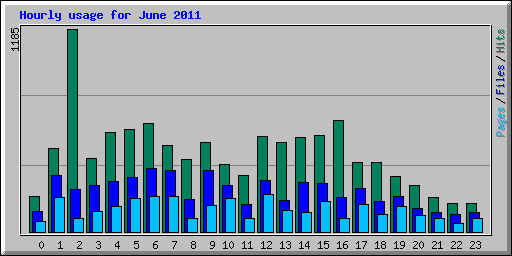 Hourly usage for June 2011
1185
Pages / Files / Hits
0 1 2 3 4 5 6 7 8 9 10 11 12 13 14 15 16 17 18 19 20 21 22 23